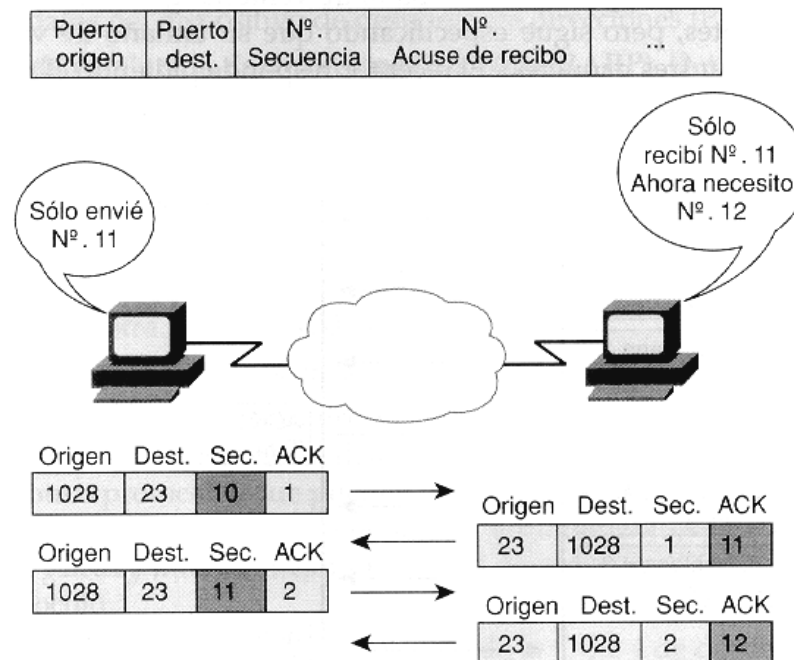 Puerto origen
Puerto dest.
Nº. Secuencia
Nº. Acuse de recibo
...
Sólo envié
Nº. 11
Sólo
recibí Nº. 11
Ahora necesito
Nº. 12
Origen Dest. Sec. ACK
1028 23 10 1
Origen Dest. Sec. ACK
23 1028 1 11
Origen Dest. Sec. ACK
1028 23 11 2
Origen Dest. Sec. ACK
23 1028 2 12